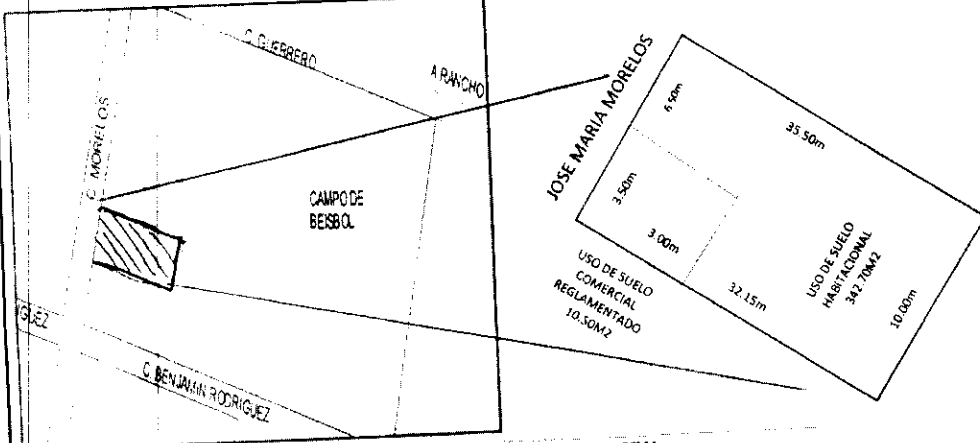 C. GUERRERO
A RANCHO
C. MORELOS
CAMPO DE
BEISBOL
IGUEZ
C. BENJAMIN RODRIGUEZ
JOSE MARIA MORELOS
6.50m
35.50m
3.50m
3.00m
32.15m
10.00m
USO DE SUELO
COMERCIAL
REGLAMENTADO
10.50M2
USO DE SUELO
HABITACIONAL
342.70M2